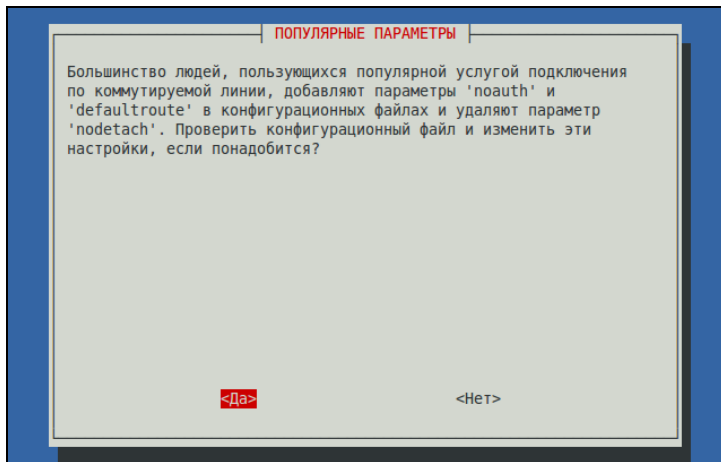 ПОПУЛЯРНЫЕ ПАРАМЕТРЫ
Большинство людей, пользующихся популярной услугой подключения
по коммутируемой линии, добавляют параметры 'noauth' и
'defaultroute' в конфигурационных файлах и удаляют параметр
'nodetach'. Проверить конфигурационный файл и изменить эти
настройки, если понадобится?
<Да> <Нет>